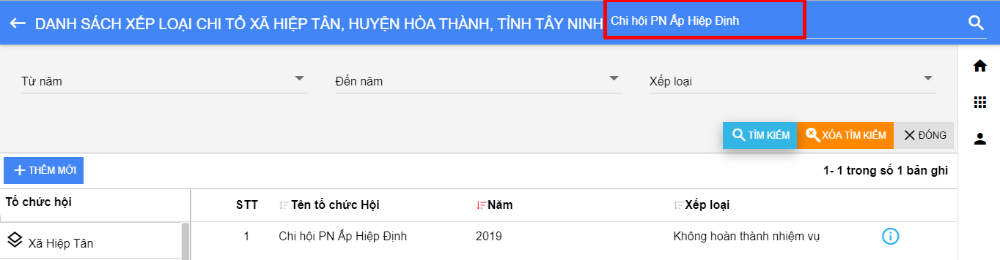 DANH SÁCH XẾP LOẠI CHI TỔ XÃ HIỆP TÂN, HUYỆN HÒA THÀNH, TỈNH TÂY NINH Chi hội PN Ấp Hiệp Định
Từ năm Đến năm Xếp loại
TÌM KIẾM XÓA TÌM KIẾM ĐÓNG
THÊM MỚI 1- 1 trong số 1 bản ghi
Tổ chức hội STT Tên tổ chức Hội Năm Xếp loại
Xã Hiệp Tân 1 Chi hội PN Ấp Hiệp Định 2019 Không hoàn thành nhiệm vụ